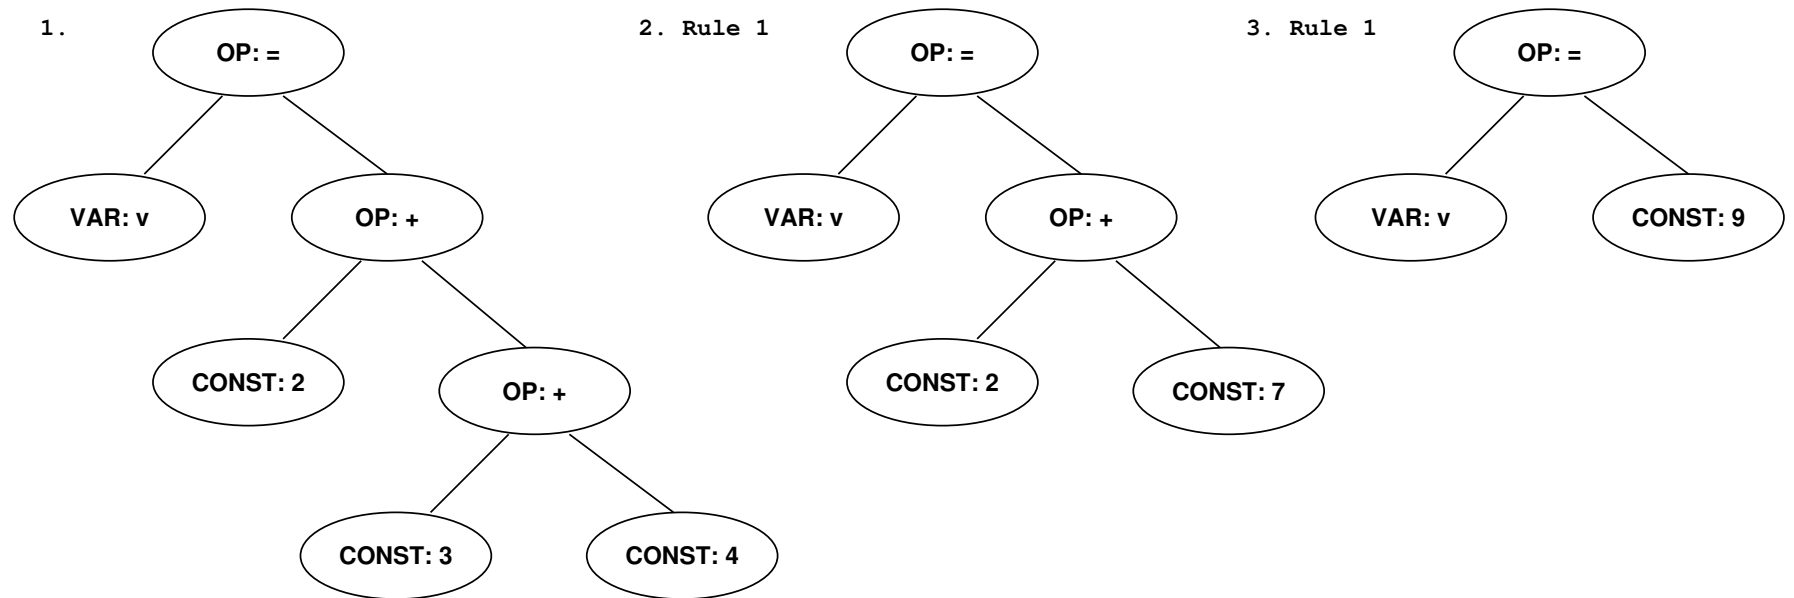 1.
2. Rule 1
3. Rule 1
OP: =
OP: =
OP: =
VAR: v
OP: +
VAR: v
OP: +
VAR: v
CONST: 9
CONST: 2
OP: +
CONST: 2
CONST: 7
CONST: 3
CONST: 4